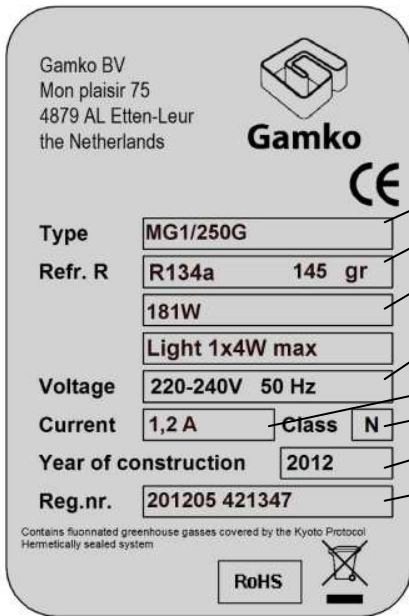 Gamko BV
Mon plaisir 75
4879 AL Etten-Leur
the Netherlands
Gamko
CE
Type MG1/250G
Refr. R R134a 145 gr
181W
Light 1x4W max
Voltage 220-240V 50 Hz
Current 1,2 A Class N
Year of construction 2012
Reg.nr. 201205 421347
Contains fluonnated greenhouse gasses covered by the Kyoto Protocol
Hermetically sealed system
RoHS